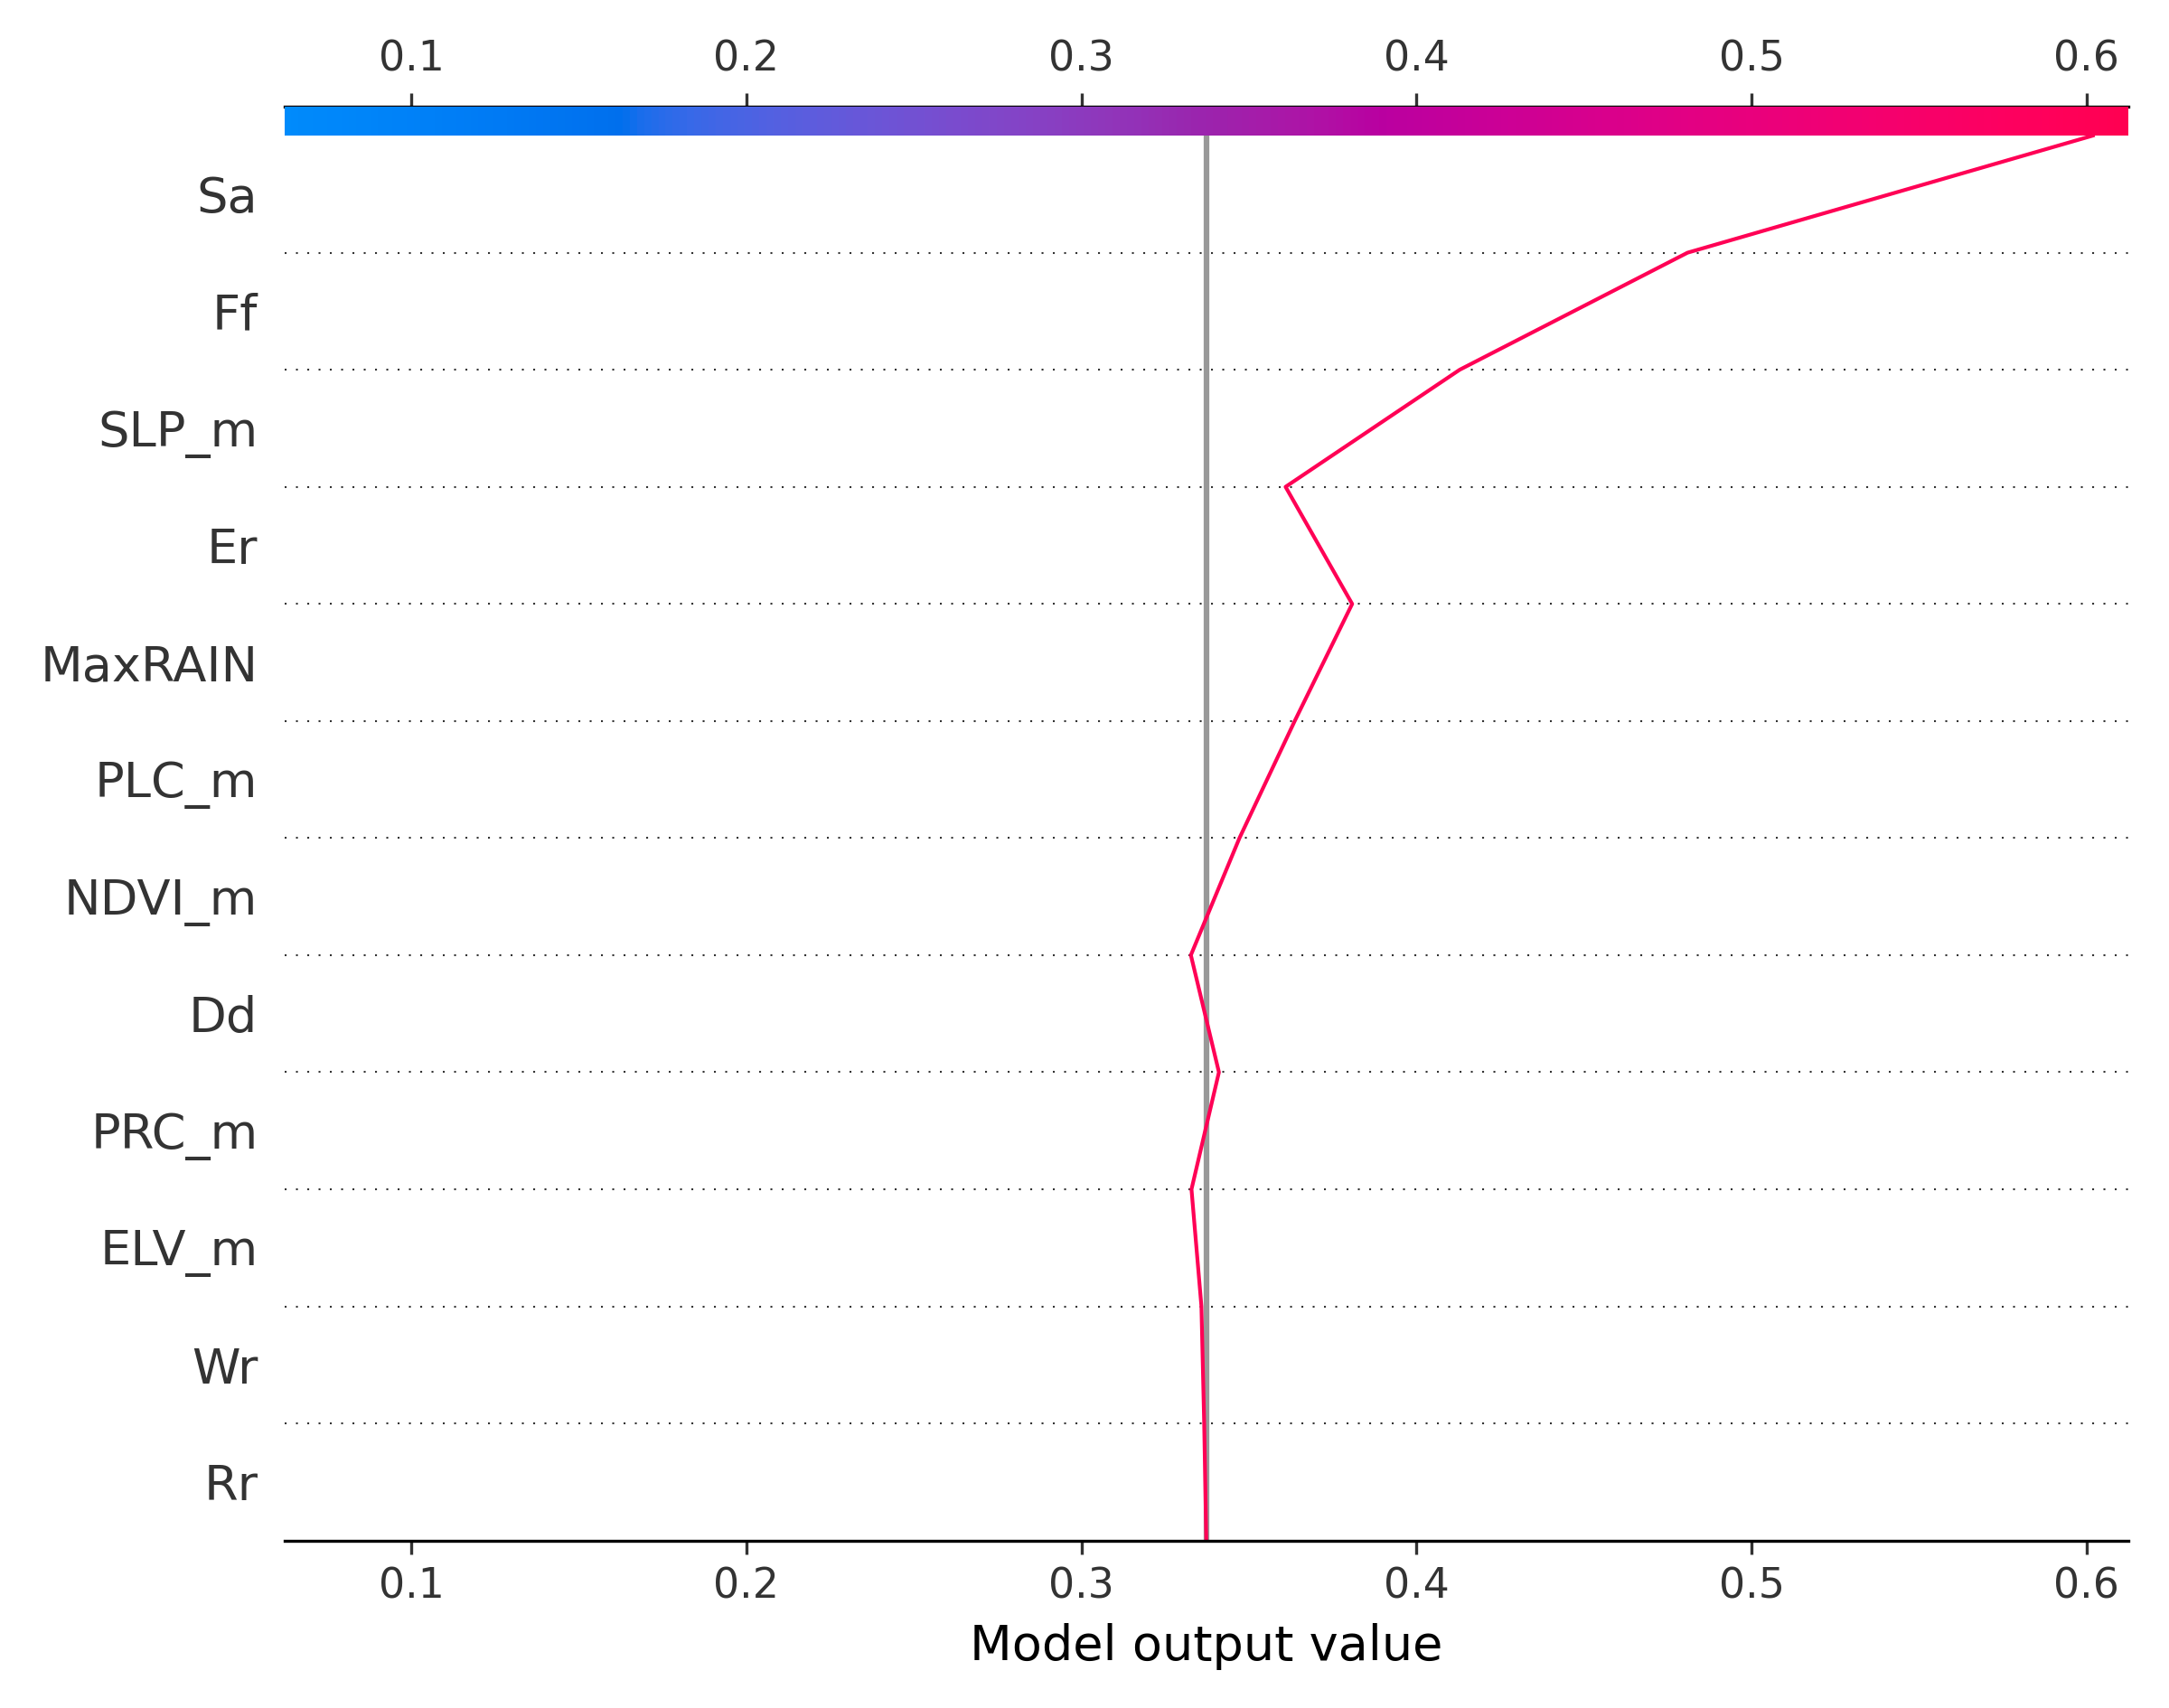 0.1 0.2 0.3 0.4 0.5 0.6
Sa
Ff
SLP_m
Er
MaxRAIN
PLC_m
NDVI_m
Dd
PRC_m
ELV_m
Wr
Rr
0.1 0.2 0.3 0.4 0.5 0.6
Model output value